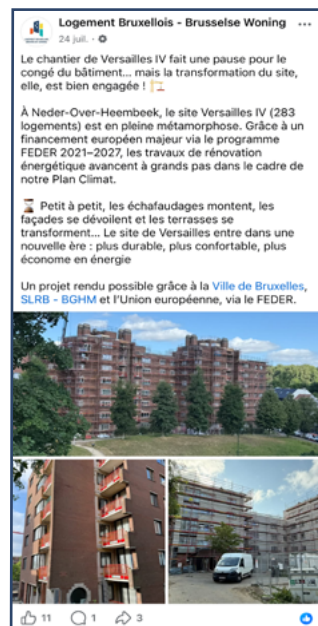 Logement Bruxellois - Brusselse Woning
24 juil.
Le chantier de Versailles IV fait une pause pour le
congé du bâtiment... mais la transformation du site,
elle, est bien engagée ! 🏗️
À Neder-Over-Heembeek, le site Versailles IV (283
logements) est en pleine métamorphose. Grâce à un
financement européen majeur via le programme
FEDER 2021–2027, les travaux de rénovation
énergétique avancent à grands pas dans le cadre de
notre Plan Climat.
⏳ Petit à petit, les échafaudages montent, les
façades se dévoilent et les terrasses se
transforment... Le site de Versailles entre dans une
nouvelle ère : plus durable, plus confortable, plus
économe en énergie
Un projet rendu possible grâce à la Ville de Bruxelles,
SLRB - BGHM et l'Union européenne, via le FEDER.
11 1 3